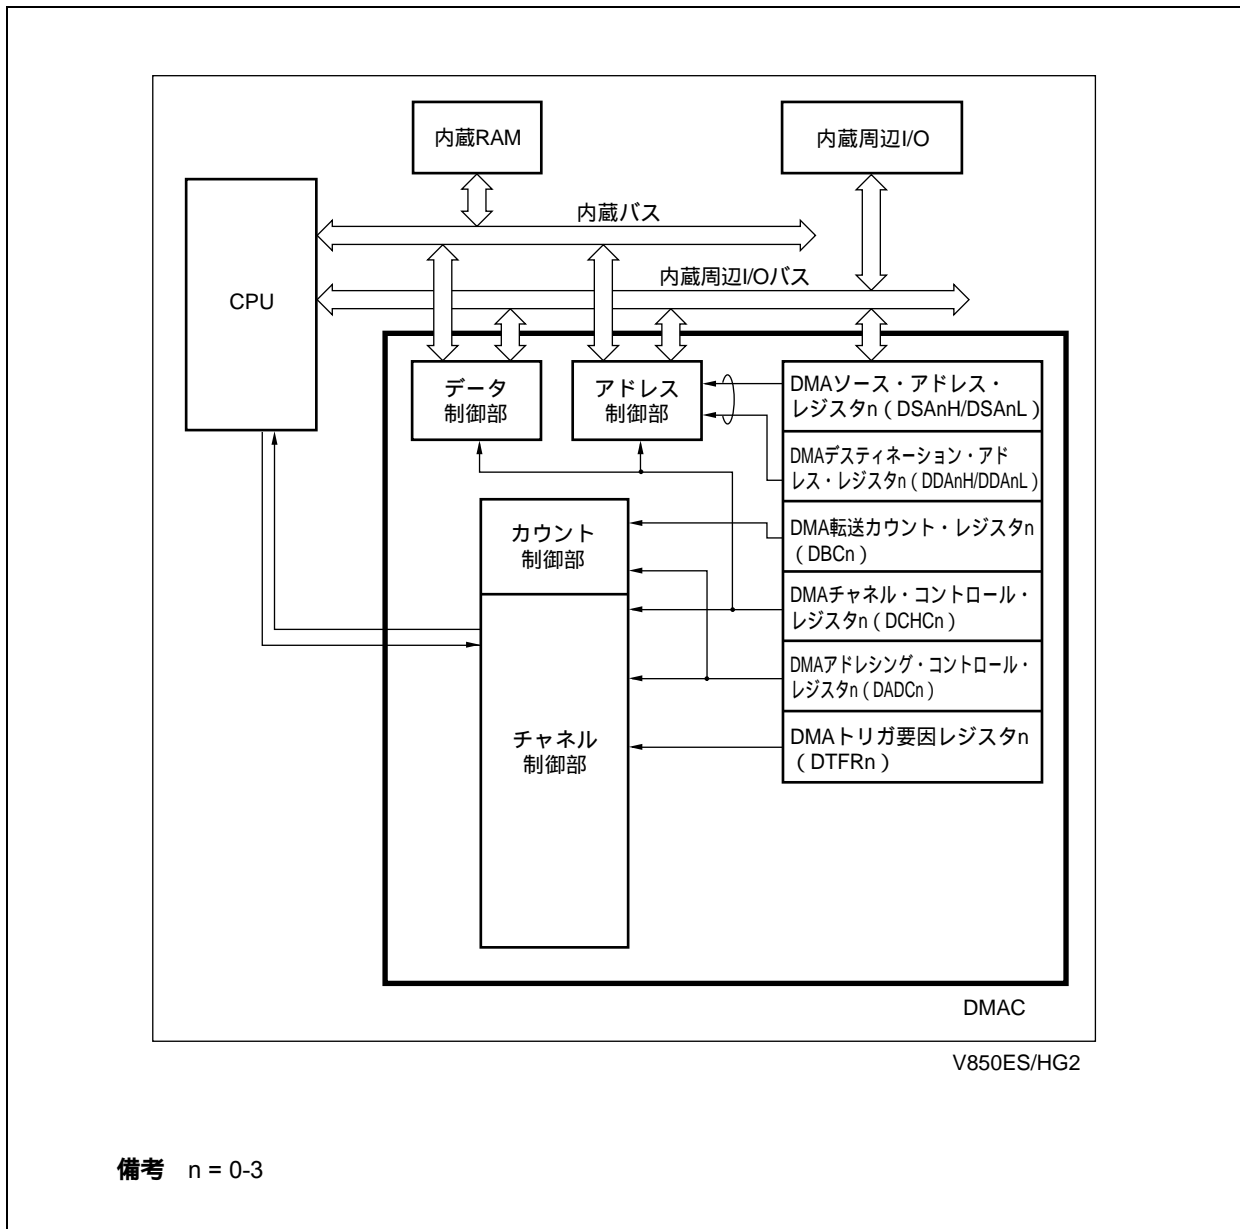 内蔵RAM
内蔵周辺I/O
内蔵バス
内蔵周辺I/Oバス
CPU
データ
制御部
アドレス
制御部
DMAソース・アドレス・
レジスタn（DSAnH/DSAnL）
DMAデスティネーション・アド
レス・レジスタn（DDAnH/DDAnL）
カウント
制御部
DMA転送カウント・レジスタn
（DBCn）
DMAチャネル・コントロール・
レジスタn（DCHCn）
DMAアドレシング・コントロール・
レジスタn（DADCn）
チャネル
制御部
DMAトリガ要因レジスタn
（DTFRn）
DMAC
V850ES/HG2
備考 n = 0-3